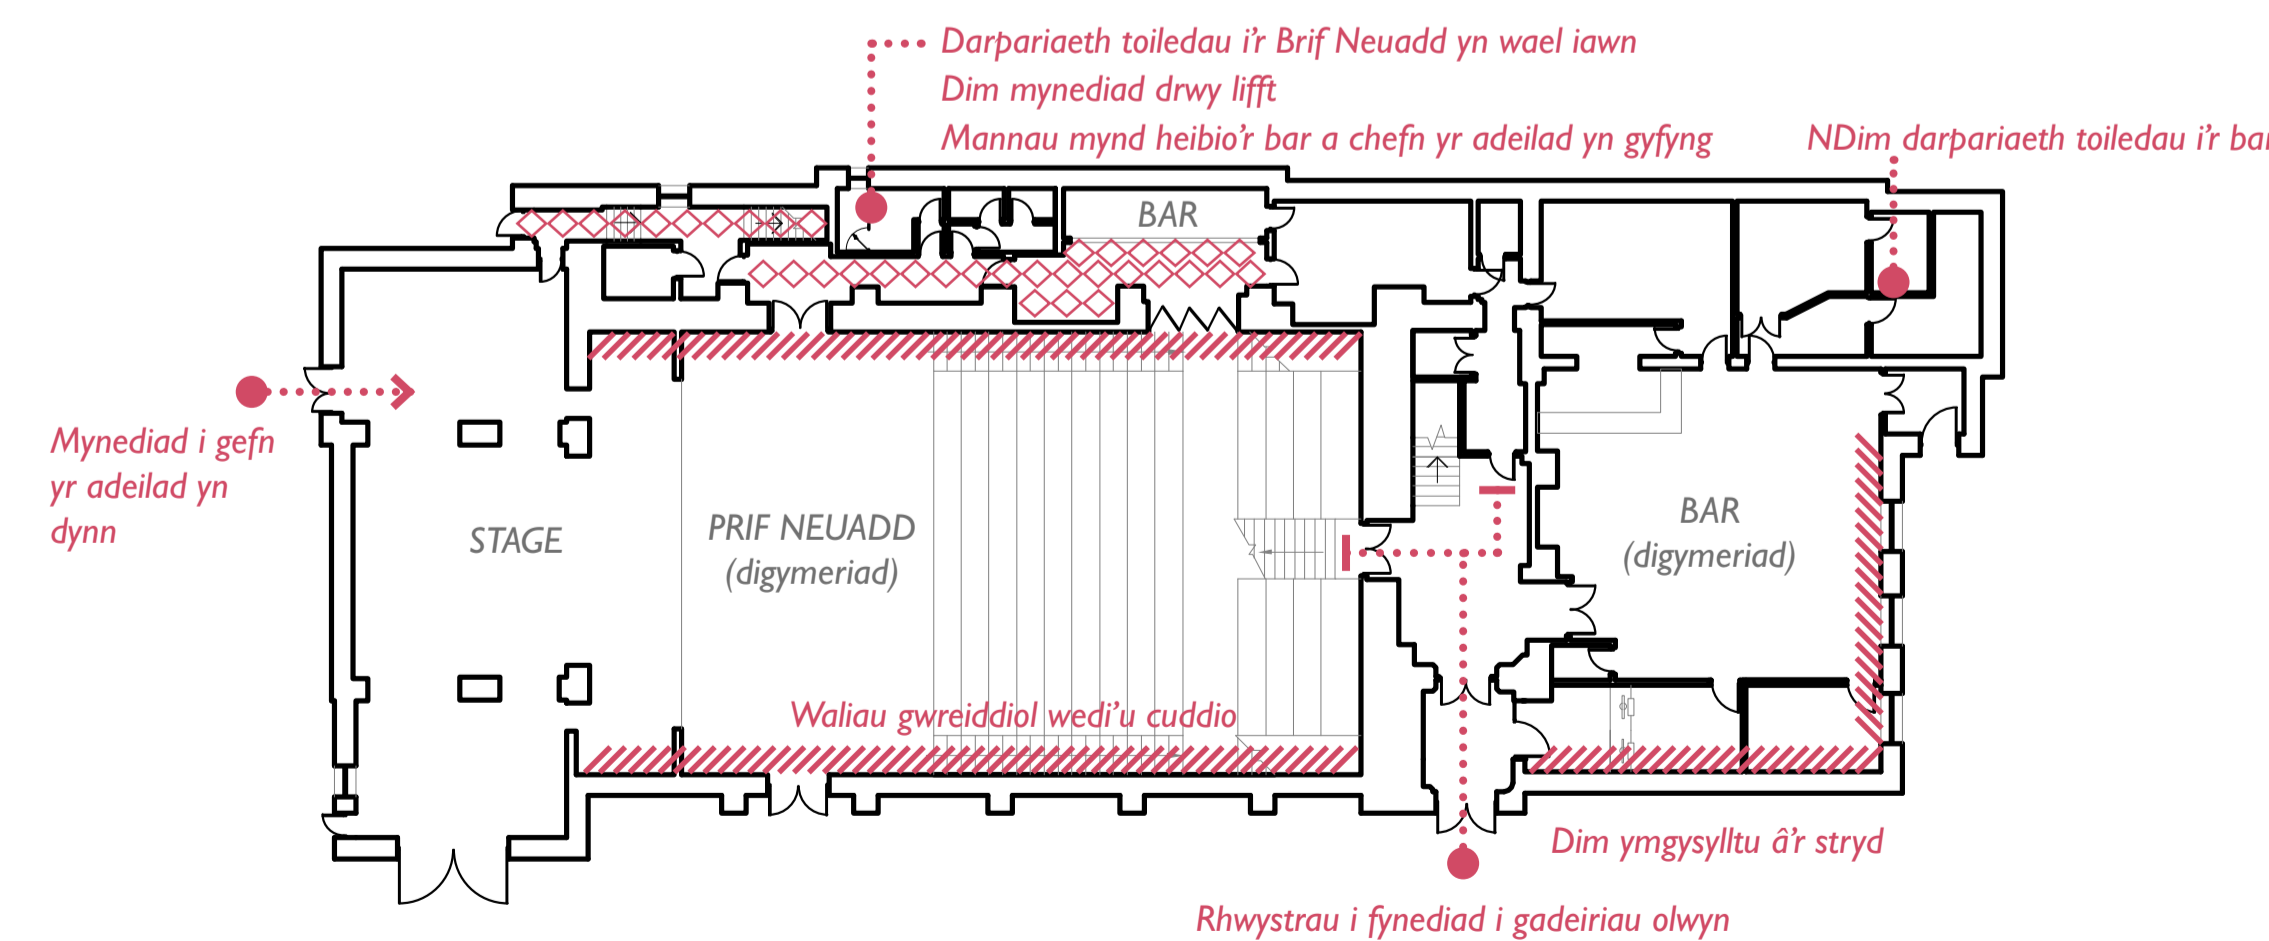 Darpariaeth toiledau i'r Brif Neuadd yn wael iawn
Dim mynediad drwy lifft
Mannau mynd heibio'r bar a chefn yr adeilad yn gyfyng
NDim darpariaeth toiledau i'r bar
BAR
Mynediad i gefn
yr adeilad yn
dynn
STAGE
PRIF NEUADD
(digymeriad)
BAR
(digymeriad)
Waliau gwreiddiol wedi'u cuddio
Dim ymgysylltu â'r stryd
Rhwystrau i fynediad i gadeiriau olwyn